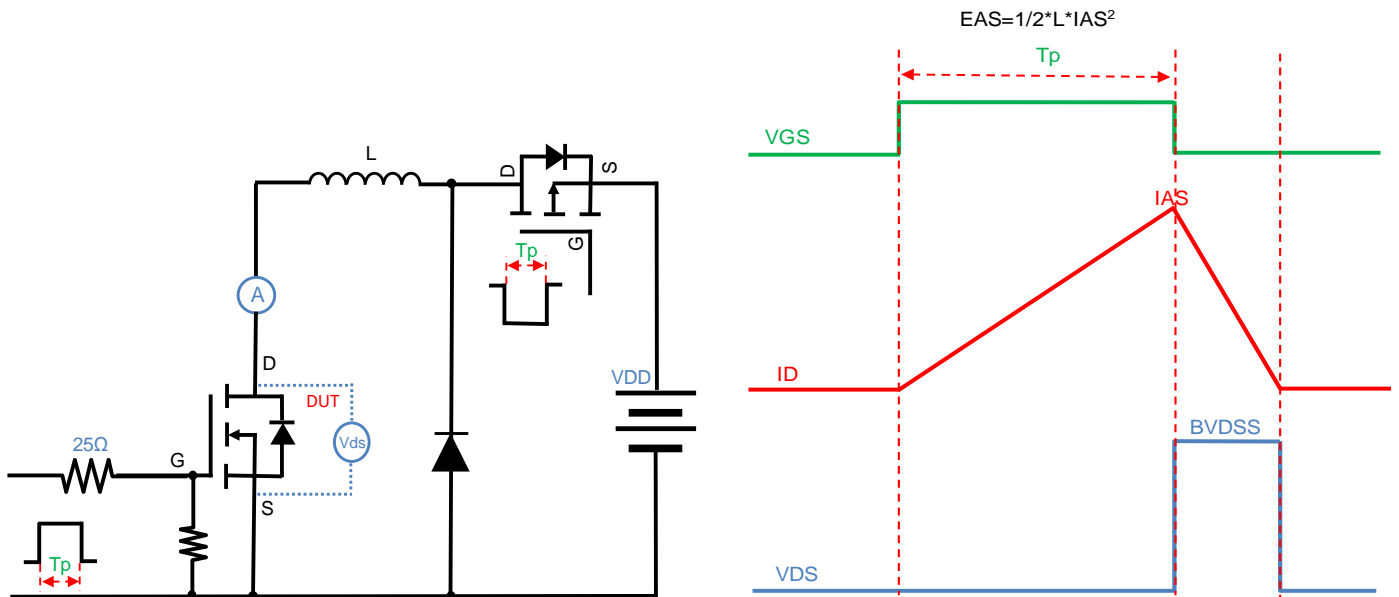 EAS=1/2*L*IAS²
Tp
VGS
IAS
ID
BVDSS
VDS
L
D
S
G
Tp
A
D
VDD
DUT
Vds
25Ω
G
S
Tp